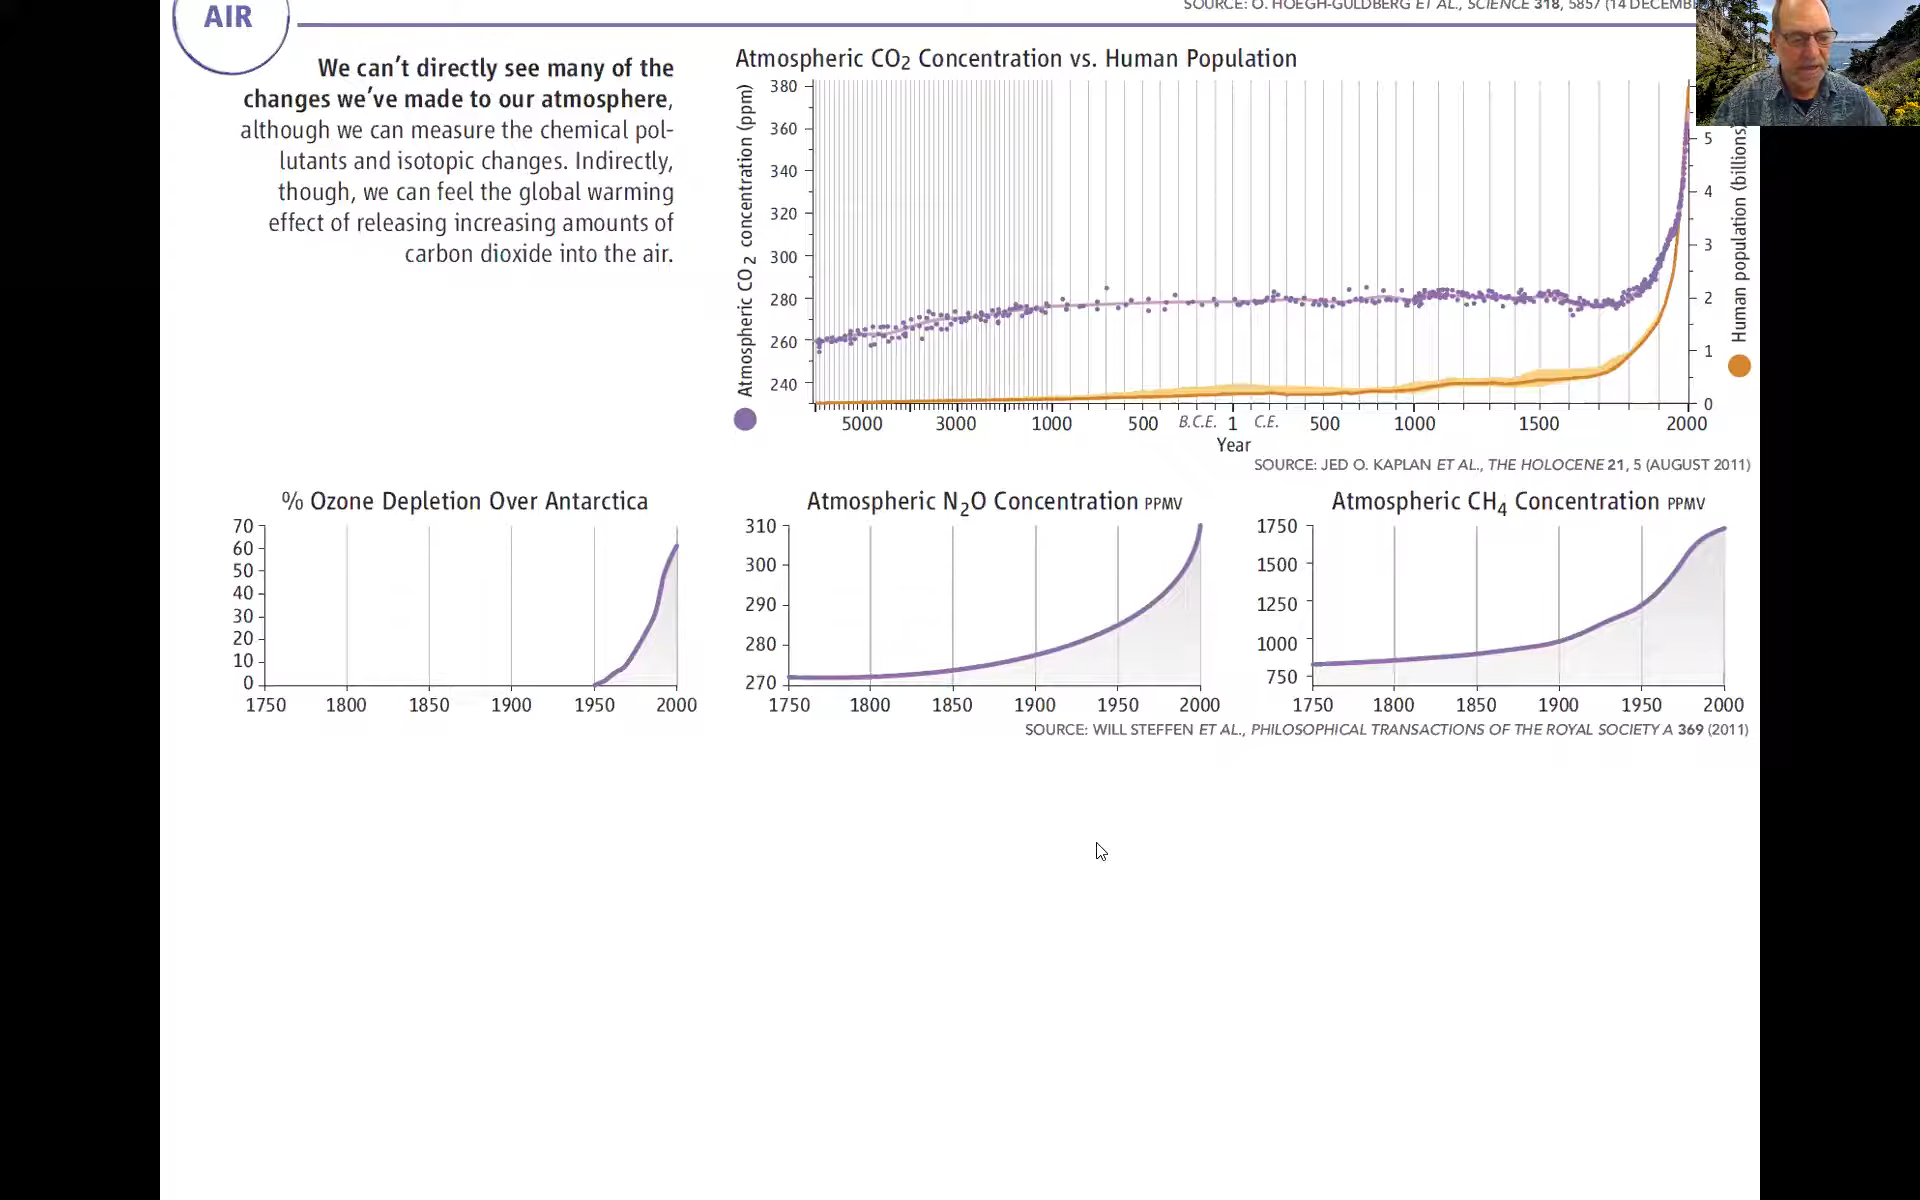 AIR
SOURCE: O. HOEGH-GULDBERG ET AL., SCIENCE 318, 5857 (14 DECEMB
We can't directly see many of the
changes we've made to our atmosphere,
although we can measure the chemical pol-
lutants and isotopic changes. Indirectly,
though, we can feel the global warming
effect of releasing increasing amounts of
carbon dioxide into the air.
Atmospheric CO2 Concentration vs. Human Population
Atmospheric CO2 concentration (ppm)
380
360
340
320
300
280
260
240
5
4
3
2
1
0
Human population (billions)
5000 3000 1000 500 B.C.E. 1 C.E. 500 1000 1500 2000
Year
SOURCE: JED O. KAPLAN ET AL., THE HOLOCENE 21, 5 (AUGUST 2011)
% Ozone Depletion Over Antarctica
70
60
50
40
30
20
10
0
1750 1800 1850 1900 1950 2000
Atmospheric N2O Concentration PPMV
310
300
290
280
270
1750 1800 1850 1900 1950 2000
Atmospheric CH4 Concentration PPMV
1750
1500
1250
1000
750
1750 1800 1850 1900 1950 2000
SOURCE: WILL STEFFEN ET AL., PHILOSOPHICAL TRANSACTIONS OF THE ROYAL SOCIETY A 369 (2011)